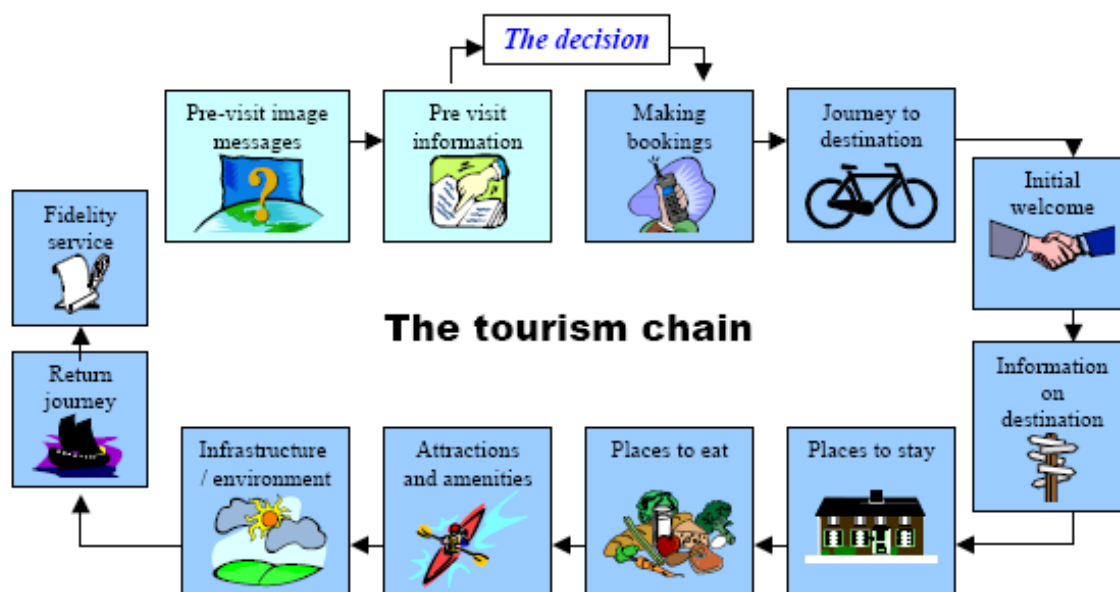 The decision
Pre-visit image
messages
Pre visit
information
Making
bookings
Journey to
destination
Initial
welcome
Fidelity
service
The tourism chain
Return
journey
Information
on
destination
Infrastructure
/ environment
Attractions
and amenities
Places to eat
Places to stay